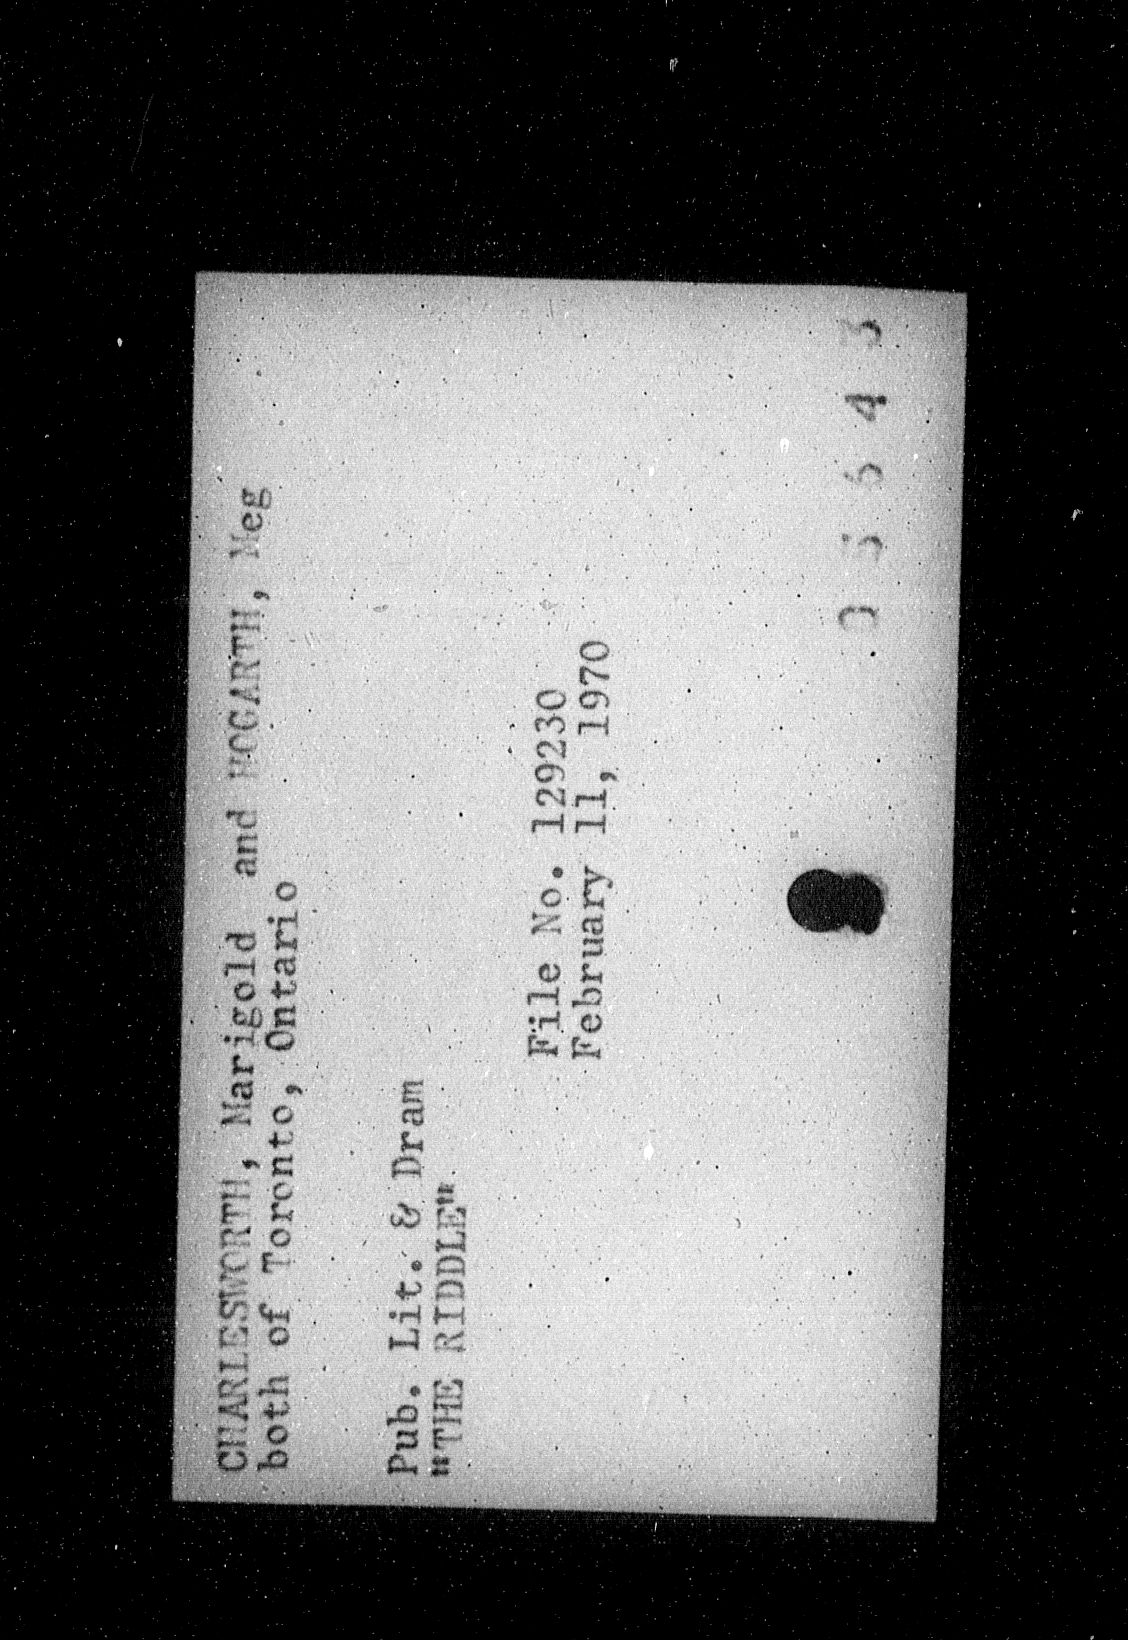 CHARLESWORTH, Marigold and HOGARTH, Meg
both of Toronto, Ontario
Pub. Lit. & Dram
"THE RIDDLE"
File No. 129230
February 11, 1970